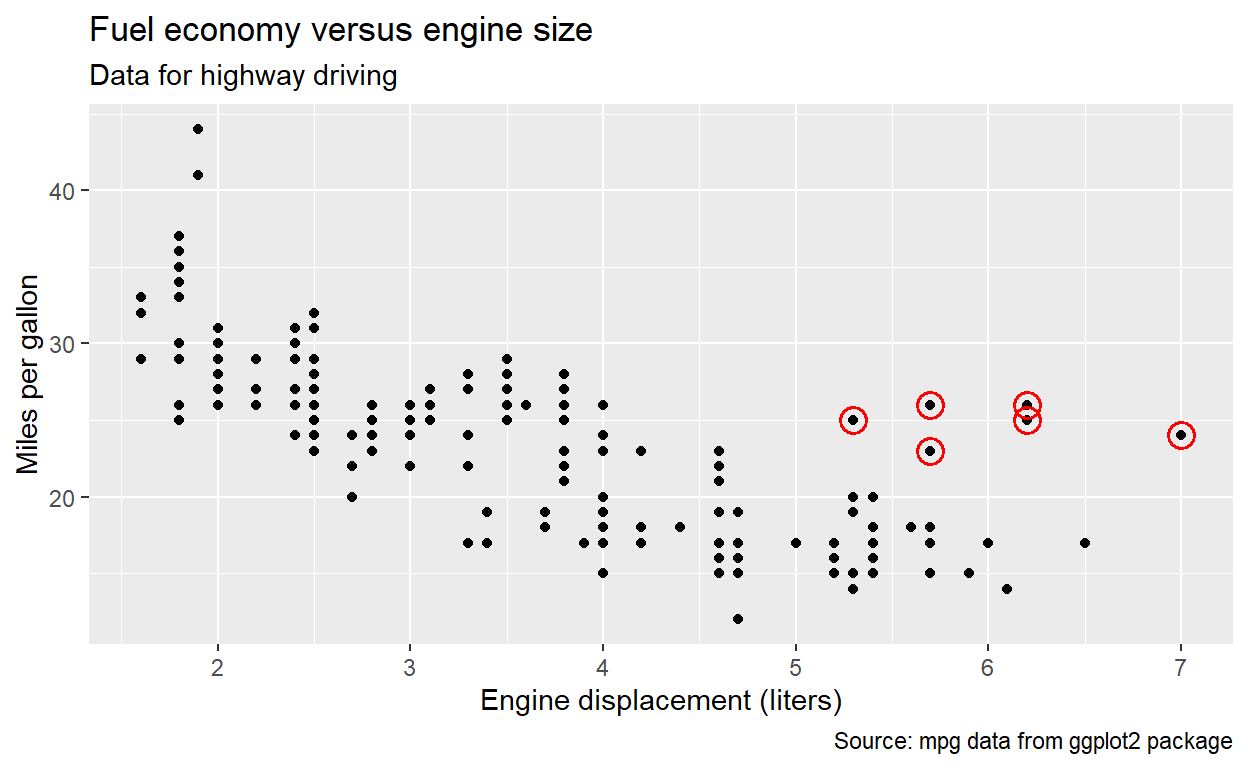 Fuel economy versus engine size
Data for highway driving
40
30
20
Miles per gallon
2 3 4 5 6 7
Engine displacement (liters)
Source: mpg data from ggplot2 package